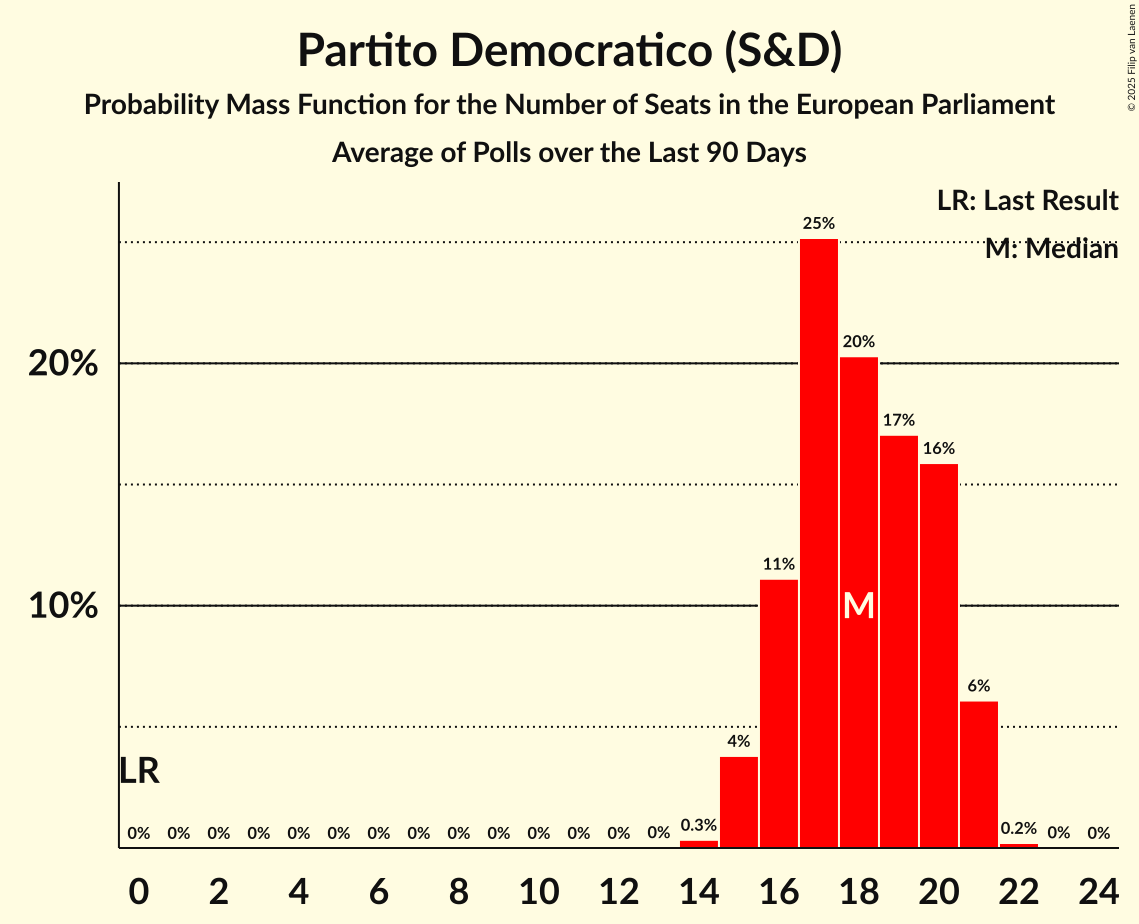 Partito Democratico (S&D)
Probability Mass Function for the Number of Seats in the European Parliament
Average of Polls over the Last 90 Days
© 2025 Filip van Laenen
LR: Last Result
M: Median
25%
20%
20%
17%
16%
11%
10%
M
6%
4%
LR
0% 0% 0% 0% 0% 0% 0% 0% 0% 0% 0% 0% 0% 0% 0.3% 0.2% 0% 0%
0 2 4 6 8 10 12 14 16 18 20 22 24